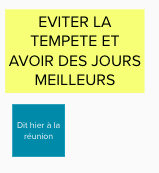 EVITER LA
TEMPETE ET
AVOIR DES JOURS
MEILLEURS
Dit hier à la
réunion